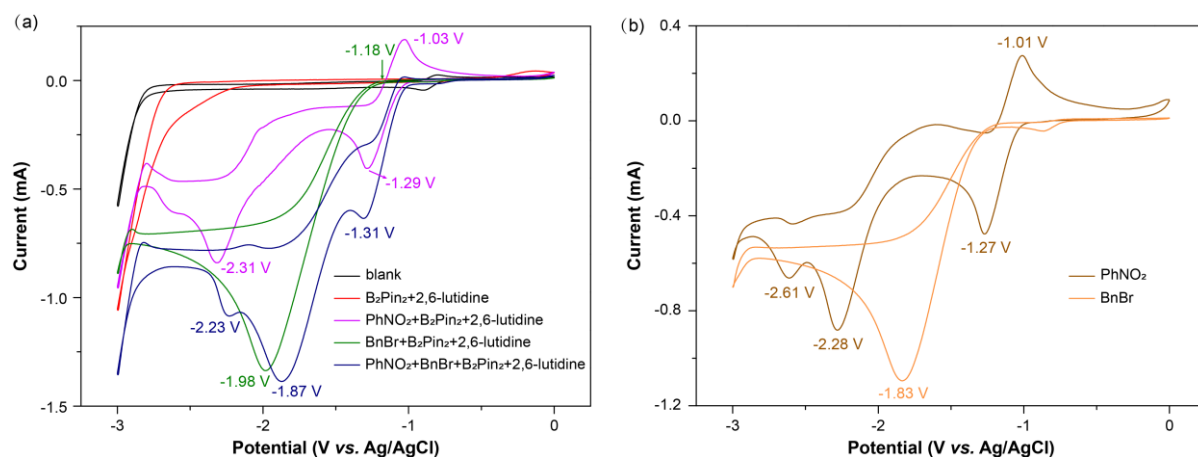 (a)
0.0
-0.5
-1.0
-1.5
Current (mA)
-1.03 V
-1.18 V
-1.29 V
-1.31 V
-2.31 V
-2.23 V
-1.98 V
-1.87 V
blank
B₂Pin₂+2,6-lutidine
PhNO₂+B₂Pin₂+2,6-lutidine
BnBr+B₂Pin₂+2,6-lutidine
PhNO₂+BnBr+B₂Pin₂+2,6-lutidine
-3 -2 -1 0
Potential (V vs. Ag/AgCl)
(b)
0.4
0.0
-0.4
-0.8
-1.2
Current (mA)
-1.01 V
-1.27 V
-2.61 V
-2.28 V
-1.83 V
PhNO₂
BnBr
-3 -2 -1 0
Potential (V vs. Ag/AgCl)